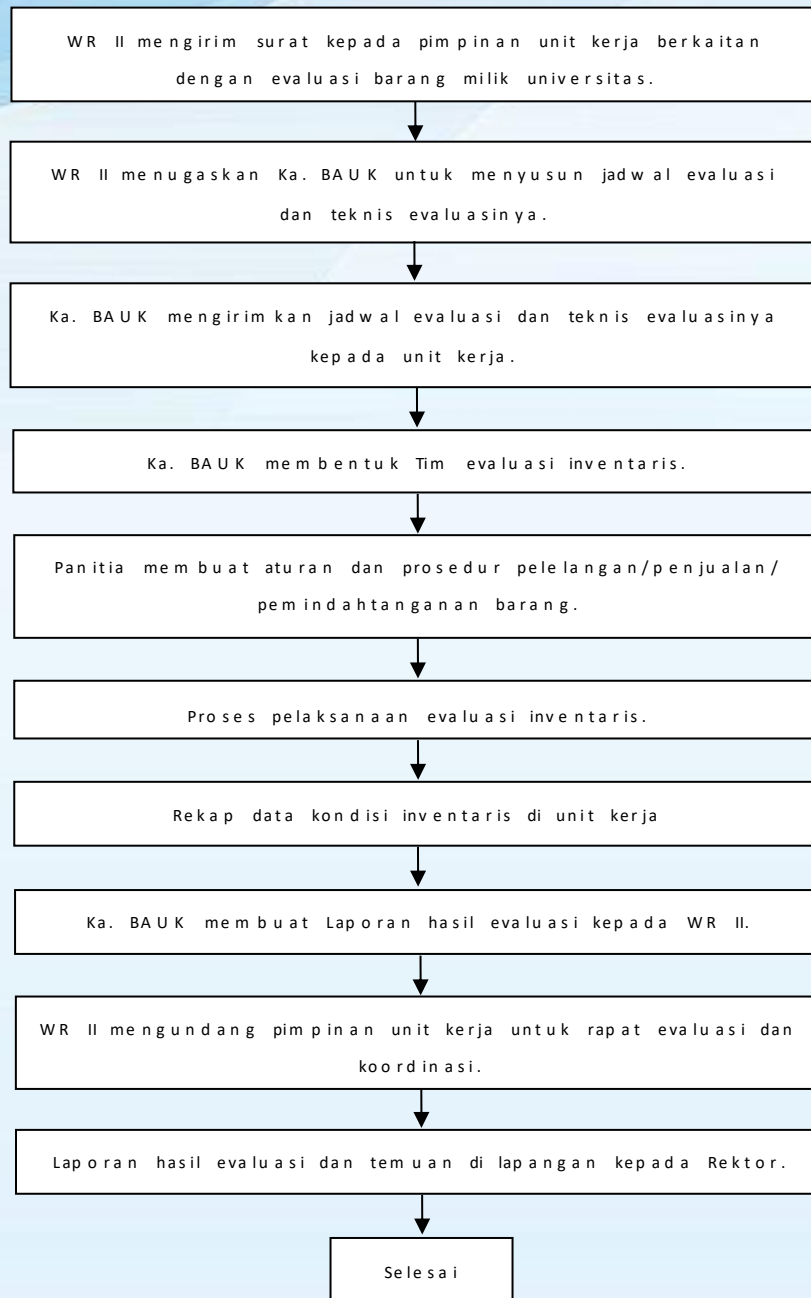 WR II mengirim surat kepada pimpinan unit kerja berkaitan
dengan evaluasi barang milik universitas.
WR II menugaskan Ka. BAUK untuk menyusun jadwal evaluasi
dan teknis evaluasinya.
Ka. BAUK mengirimkan jadwal evaluasi dan teknis evaluasinya
kepada unit kerja.
Ka. BAUK membentuk Tim evaluasi inventaris.
Panitia membuat aturan dan prosedur pelelangan/penjualan/
pemindahtanganan barang.
Proses pelaksanaan evaluasi inventaris.
Rekap data kondisi inventaris di unit kerja
Ka. BAUK membuat Laporan hasil evaluasi kepada WR II.
WR II mengundang pimpinan unit kerja untuk rapat evaluasi dan
koordinasi.
Laporan hasil evaluasi dan temuan di lapangan kepada Rektor.
Selesai